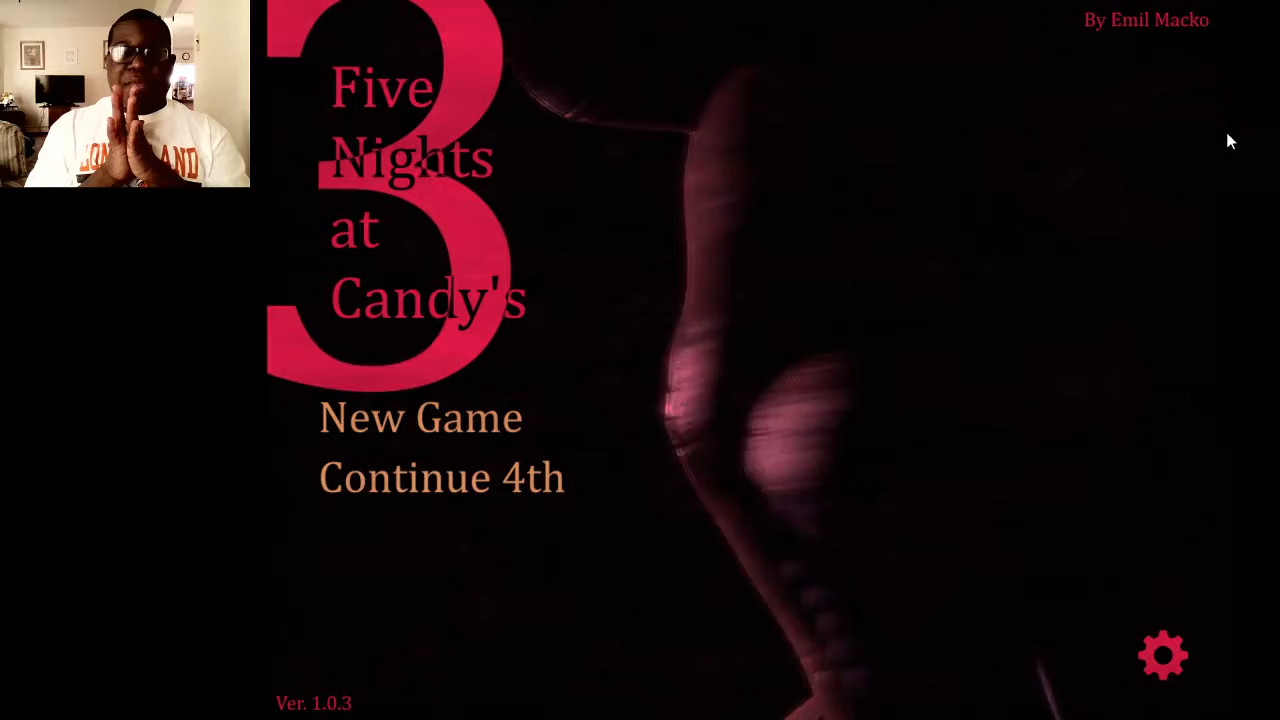 By Emil Macko
3
Five
Nights
at
Candy's
New Game
Continue 4th
Ver. 1.0.3